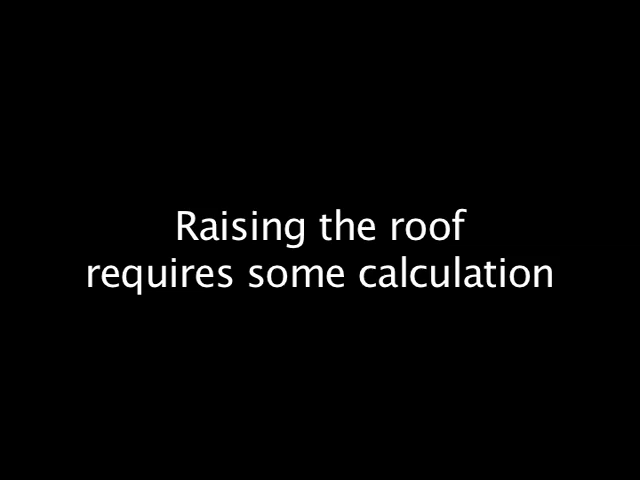 Raising the roof
requires some calculation